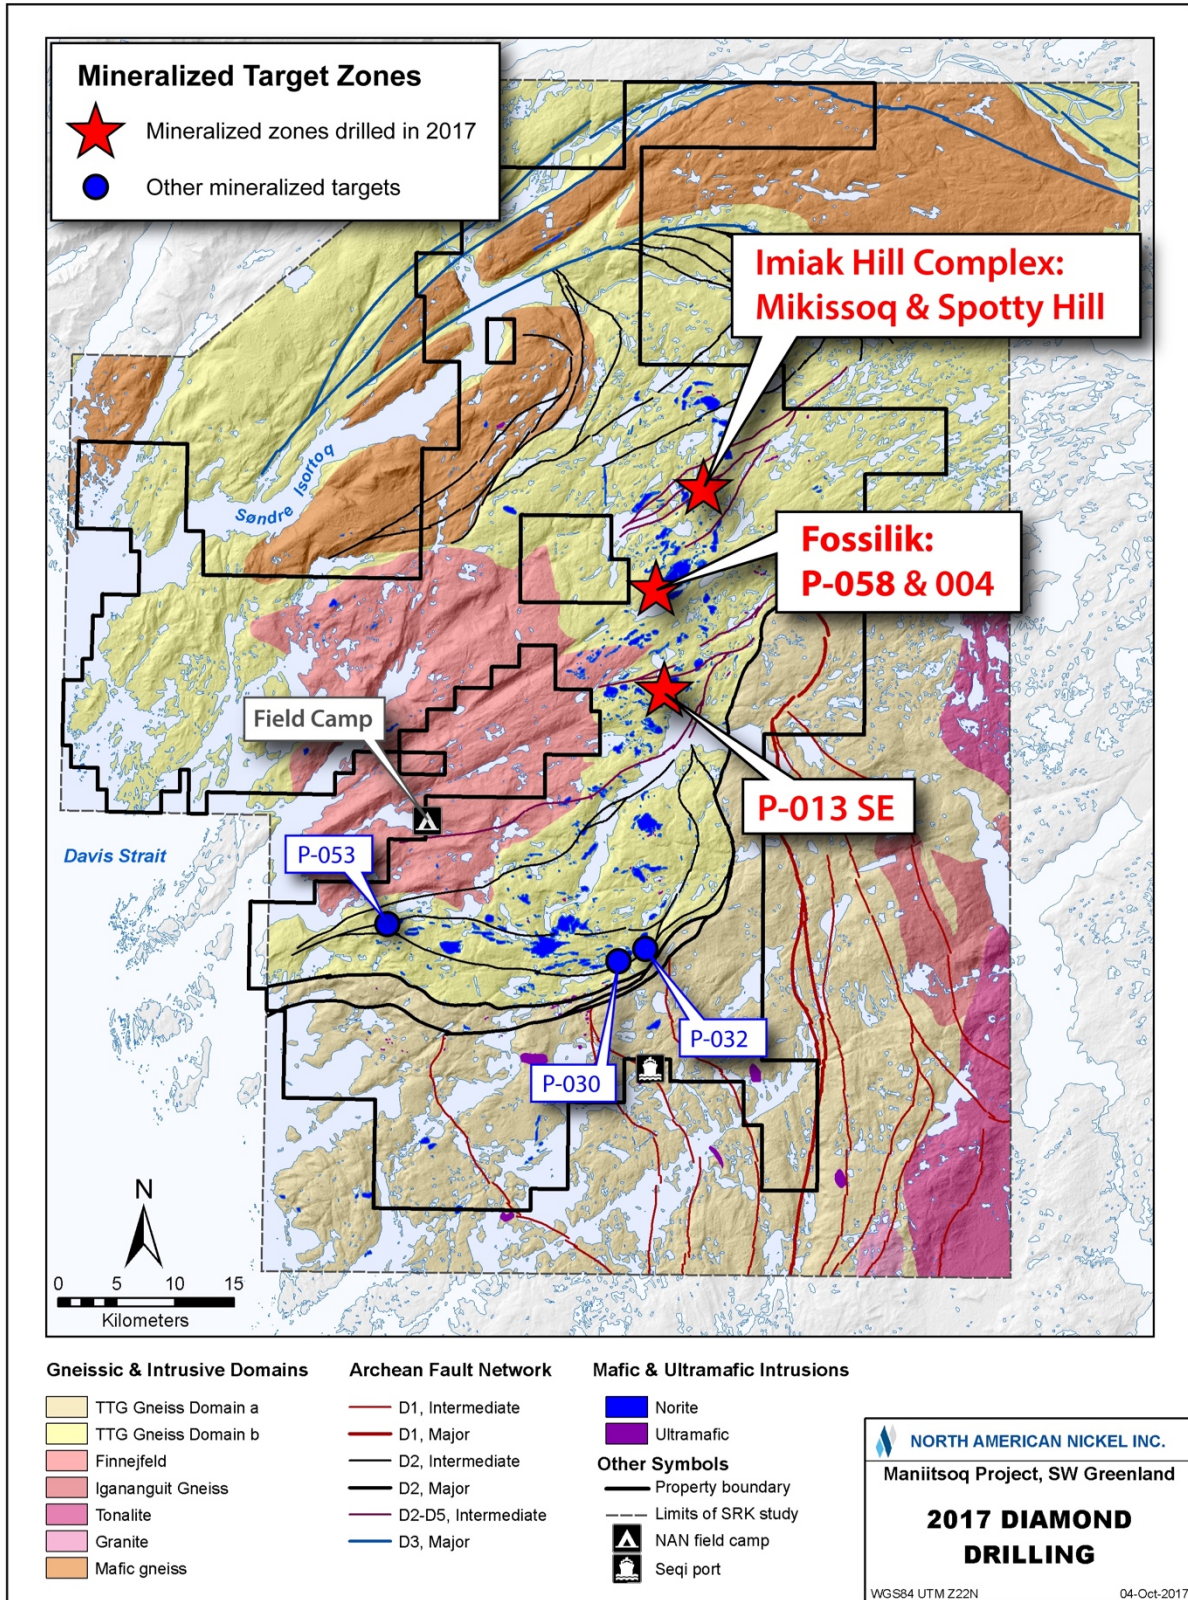 Mineralized Target Zones
Mineralized zones drilled in 2017
Other mineralized targets
Imiak Hill Complex:
Mikissoq & Spotty Hill
Søndre Isortoq
Fossilik:
P-058 & 004
Field Camp
P-013 SE
Davis Strait
P-053
P-032
P-030
N
0 5 10 15
Kilometers
Gneissic & Intrusive Domains
TTG Gneiss Domain a
TTG Gneiss Domain b
Finnejfeld
Igananguit Gneiss
Tonalite
Granite
Mafic gneiss
Archean Fault Network
D1, Intermediate
D1, Major
D2, Intermediate
D2, Major
D2-D5, Intermediate
D3, Major
Mafic & Ultramafic Intrusions
Norite
Ultramafic
Other Symbols
Property boundary
Limits of SRK study
NAN field camp
Seqi port
NORTH AMERICAN NICKEL INC.
Maniitsoq Project, SW Greenland
2017 DIAMOND
DRILLING
WGS84 UTM Z22N 04-Oct-2017